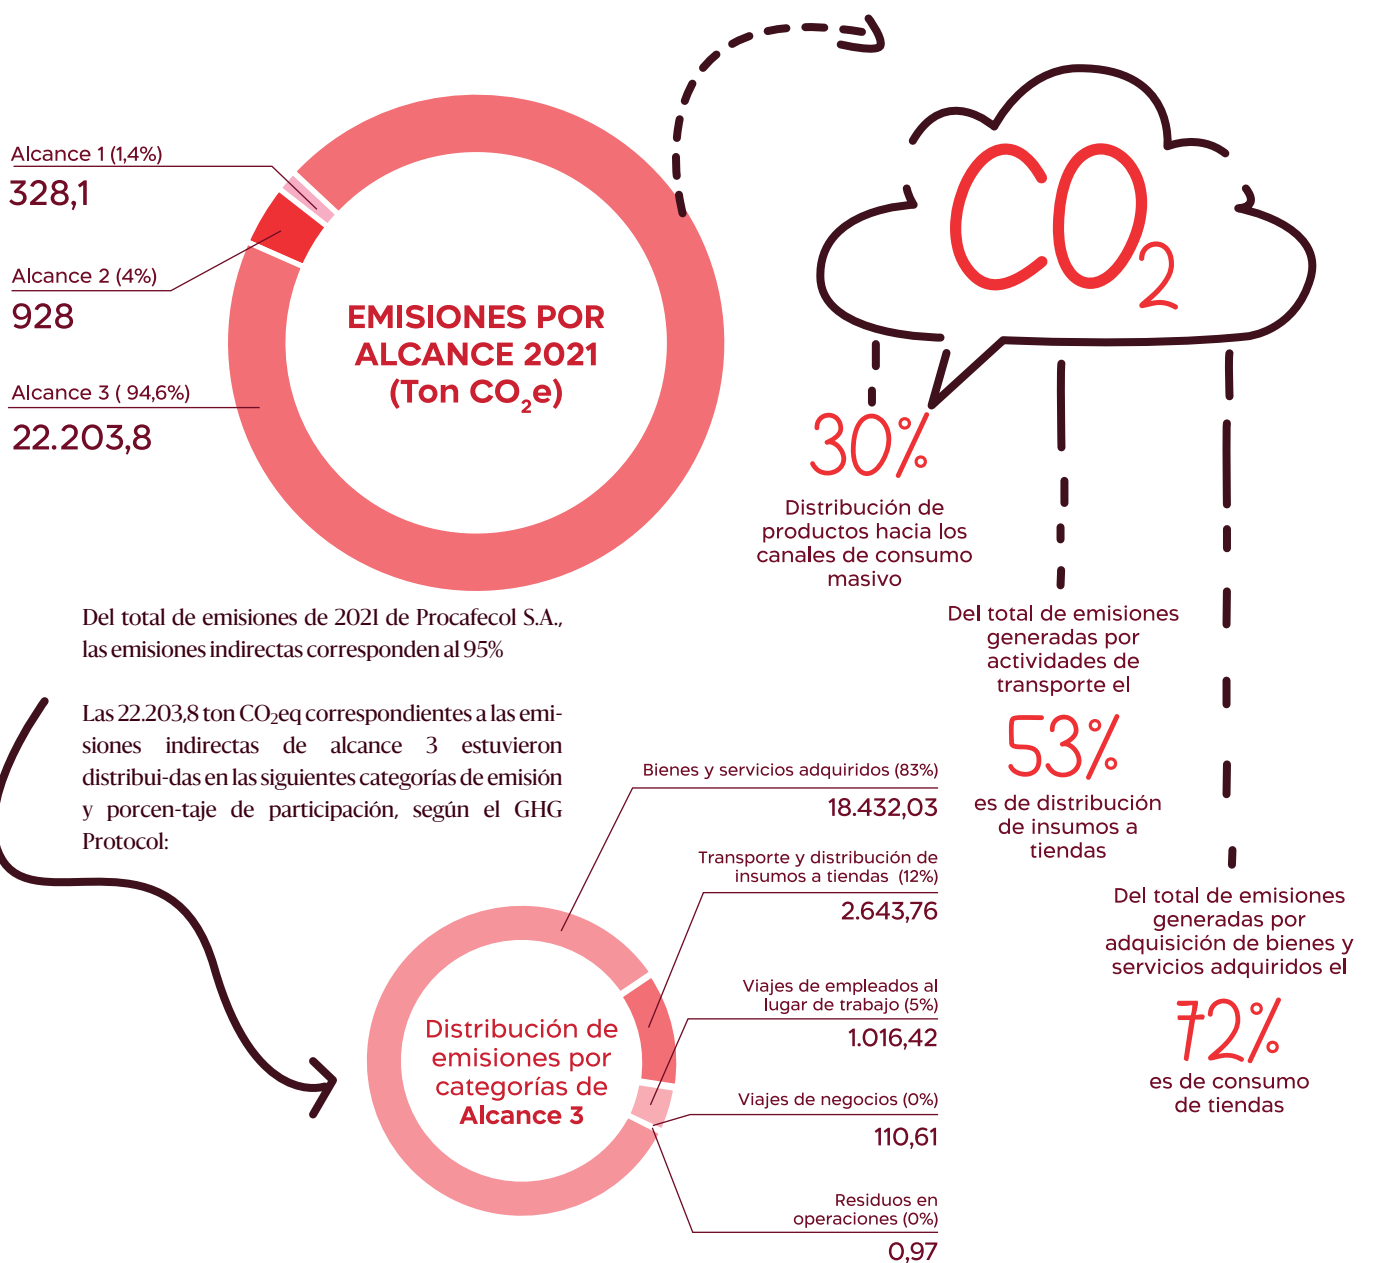 Alcance 1 (1,4%)
328,1
Alcance 2 (4%)
928
Alcance 3 ( 94,6%)
22.203,8
EMISIONES POR
ALCANCE 2021
(Ton CO₂e)
CO₂
30%
Distribución de
productos hacia los
canales de consumo
masivo
Del total de emisiones
generadas por
actividades de
transporte el
53%
es de distribución
de insumos a
tiendas
Del total de emisiones
generadas por
adquisición de bienes y
servicios adquiridos el
72%
es de consumo
de tiendas
Del total de emisiones de 2021 de Procafecol S.A.,
las emisiones indirectas corresponden al 95%
Las 22.203,8 ton CO₂eq correspondientes a las emi-
siones indirectas de alcance 3 estuvieron
distribui-das en las siguientes categorías de emisión
y porcen-taje de participación, según el GHG
Protocol:
Bienes y servicios adquiridos (83%)
18.432,03
Transporte y distribución de
insumos a tiendas (12%)
2.643,76
Viajes de empleados al
lugar de trabajo (5%)
1.016,42
Viajes de negocios (0%)
110,61
Residuos en
operaciones (0%)
0,97
Distribución de
emisiones por
categorías de
Alcance 3